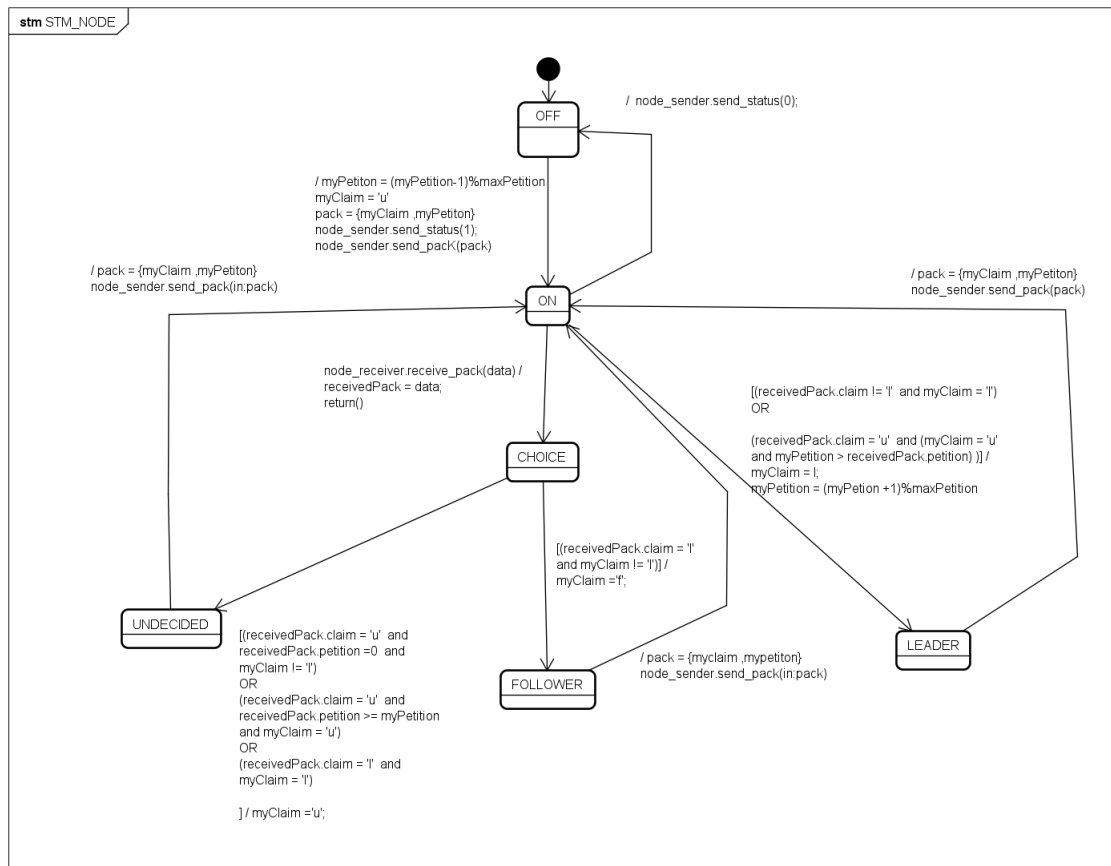 stm STM_NODE
OFF
/ node_sender.send_status(0);
/ myPetiton = (myPetition-1)%maxPetition
myClaim = 'u'
pack = {myClaim ,myPetiton}
node_sender.send_status(1);
node_sender.send_pacK(pack)
/ pack = {myClaim ,myPetiton}
node_sender.send_pack(in:pack)
/ pack = {myClaim ,myPetiton}
node_sender.send_pack(pack)
ON
node_receiver.receive_pack(data) /
receivedPack = data;
return()
[(receivedPack.claim != 'l'  and myClaim = 'l')
OR
(receivedPack.claim = 'u'  and (myClaim = 'u'
and myPetition > receivedPack.petition) )] /
myClaim = l;
myPetition = (myPetion +1)%maxPetition
CHOICE
[(receivedPack.claim = 'l'
and myClaim != 'l')] /
myClaim ='f';
UNDECIDED
[(receivedPack.claim = 'u'  and
receivedPack.petition =0  and
myClaim != 'l')
OR
(receivedPack.claim = 'u'  and
receivedPack.petition >= myPetition
and myClaim = 'u')
OR
(receivedPack.claim = 'l'  and
myClaim = 'l')
] / myClaim ='u';
LEADER
/ pack = {myclaim ,mypetiton}
node_sender.send_pack(in:pack)
FOLLOWER